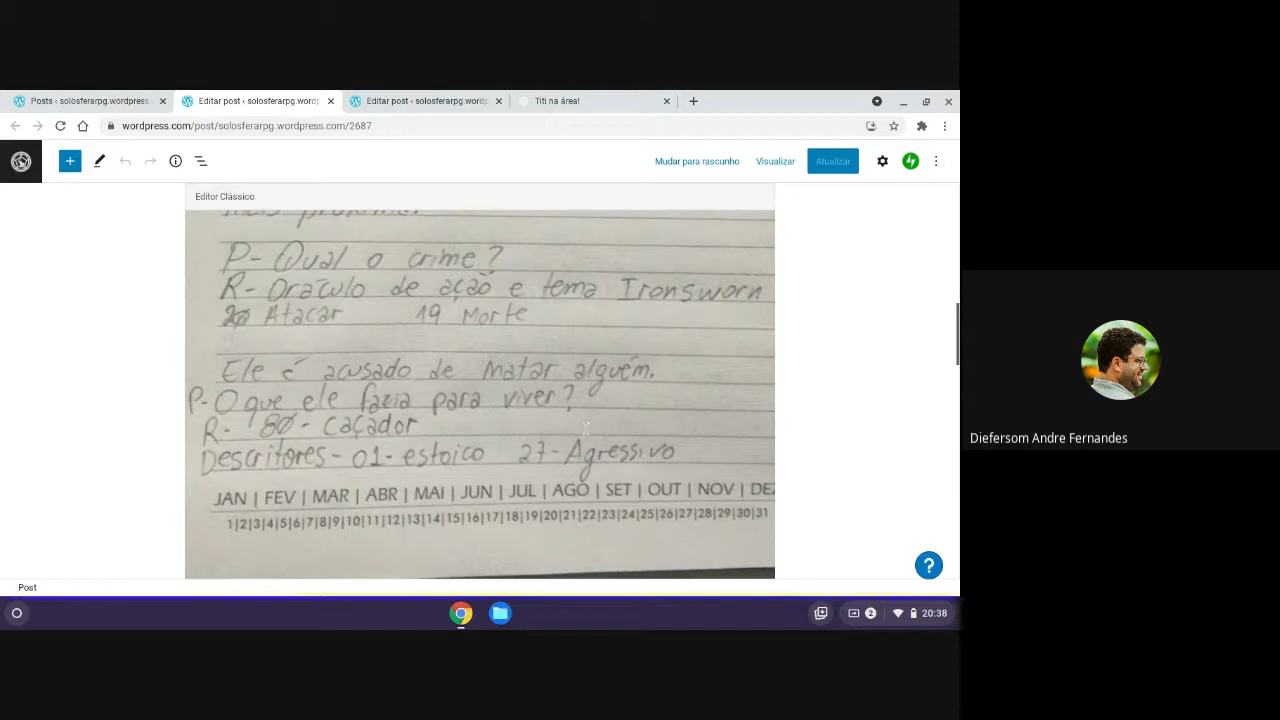 Posts ‹ solosferarpg.wordpress.
Editar post ‹ solosferarpg.wordp
Editar post ‹ solosferarpg.wordp
Titi na área!
wordpress.com/post/solosferarpg.wordpress.com/2687
Mudar para rascunho
Visualizar
Atualizar
Editor Clássico
P- Qual o crime?
R- Oráculo de ação e tema Ironsworn
20 Atacar 19 Morte
Ele é acusado de matar alguém.
P- O que ele fazia para viver?
R- 80 - caçador
Descritores - 01 - estoico 27 - Agressivo
JAN | FEV | MAR | ABR | MAI | JUN | JUL | AGO | SET | OUT | NOV | DEZ
1|2|3|4|5|6|7|8|9|10|11|12|13|14|15|16|17|18|19|20|21|22|23|24|25|26|27|28|29|30|31
Post
2
20:38
Diefersom Andre Fernandes